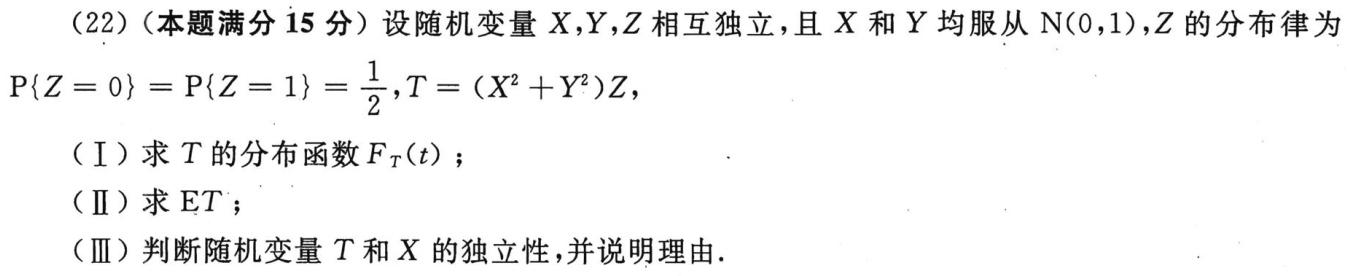 (22)(本题满分 15 分)设随机变量 X,Y,Z 相互独立,且 X 和 Y 均服从 N(0,1),Z 的分布律为
P{Z = 0} = P{Z = 1} = 1/2, T = (X² + Y²)Z,
(Ⅰ)求 T 的分布函数 F_T(t);
(Ⅱ)求 ET;
(Ⅲ)判断随机变量 T 和 X 的独立性,并说明理由.